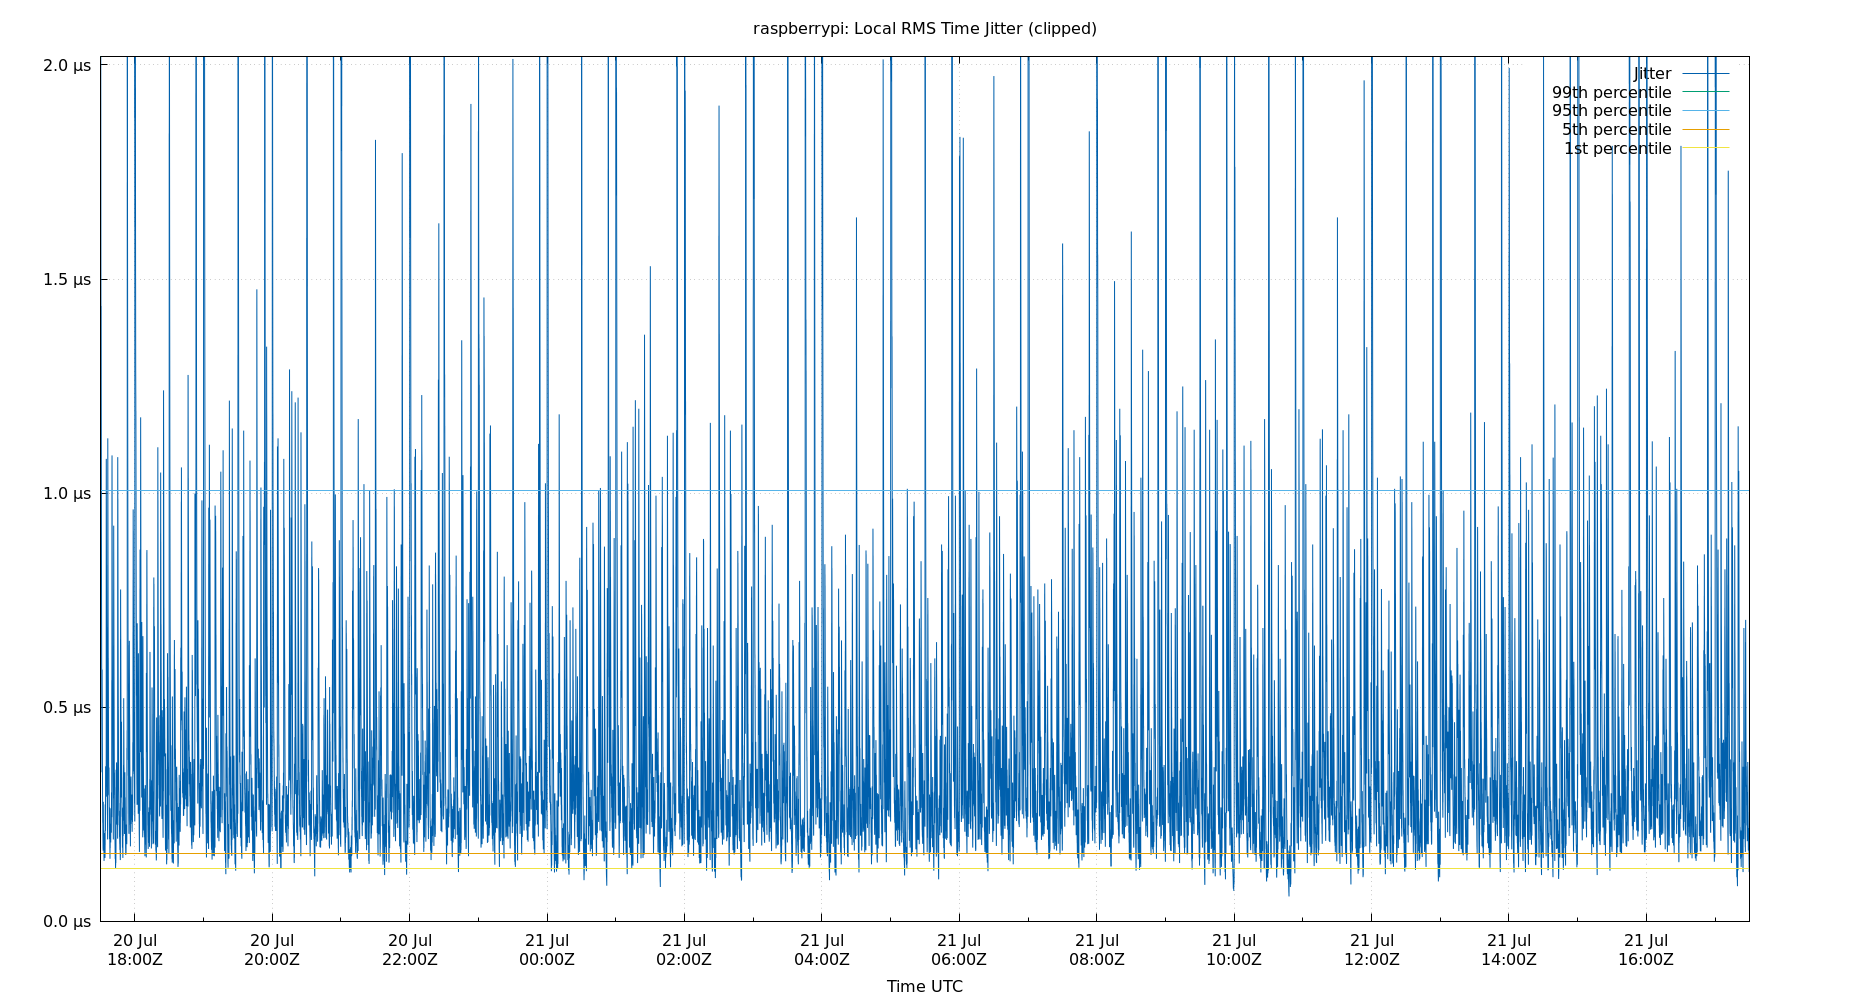 raspberrypi: Local RMS Time Jitter (clipped)
2.0 µs
1.5 µs
1.0 µs
0.5 µs
0.0 µs
Jitter
99th percentile
95th percentile
5th percentile
1st percentile
20 Jul
18:00Z
20 Jul
20:00Z
20 Jul
22:00Z
21 Jul
00:00Z
21 Jul
02:00Z
21 Jul
04:00Z
21 Jul
06:00Z
21 Jul
08:00Z
21 Jul
10:00Z
21 Jul
12:00Z
21 Jul
14:00Z
21 Jul
16:00Z
Time UTC